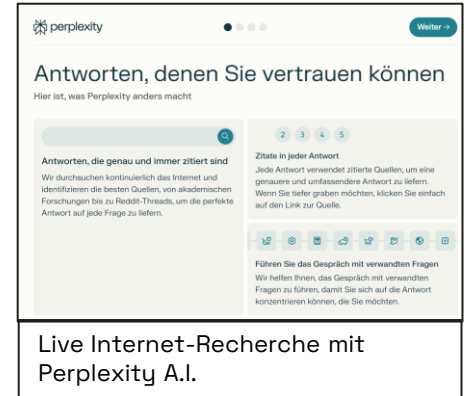 perplexity
Weiter →
Antworten, denen Sie vertrauen können
Hier ist, was Perplexity anders macht
Antworten, die genau und immer zitiert sind
Wir durchsuchen kontinuierlich das Internet und
identifizieren die besten Quellen, von akademischen
Forschungen bis zu Reddit-Threads, um die perfekte
Antwort auf jede Frage zu liefern.
2 3 4 5
Zitate in jeder Antwort
Jede Antwort verwendet zitierte Quellen, um eine
genauere und umfassendere Antwort zu liefern.
Wenn Sie tiefer graben möchten, klicken Sie einfach
auf den Link zur Quelle.
Führen Sie das Gespräch mit verwandten Fragen
Wir helfen Ihnen, das Gespräch mit verwandten
Fragen zu führen, damit Sie sich auf die Antwort
konzentrieren können, die Sie möchten.
Live Internet-Recherche mit
Perplexity A.I.